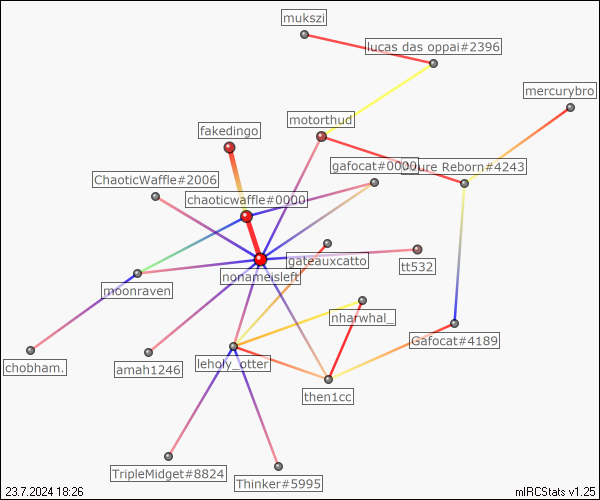 mukszi
lucas das oppai#2396
mercurybro
motorthud
fakedingo
gafocat#0000
ure Reborn#4243
ChaoticWaffle#2006
chaoticwaffle#0000
gateauxcatto
tt532
nonameisleft
moonraven
nharwhal_
Gafocat#4189
chobham.
amah1246
leholy_otter
then1cc
TripleMidget#8824
Thinker#5995
23.7.2024 18:26
mIRCStats v1.25